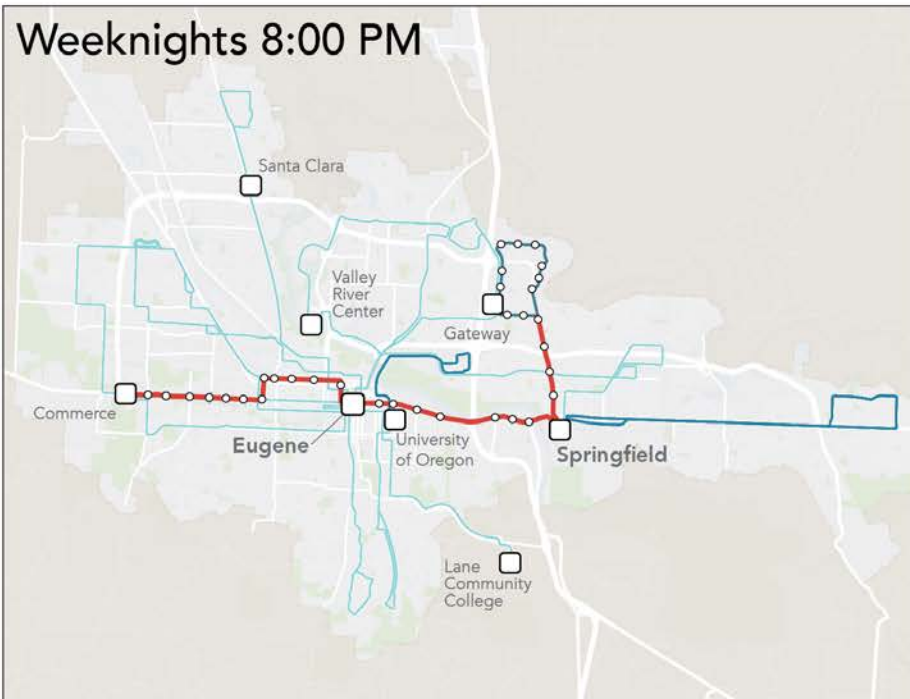 Weeknights 8:00 PM
Santa Clara
Valley
River
Center
Gateway
Commerce
Eugene
University
of Oregon
Springfield
Lane
Community
College